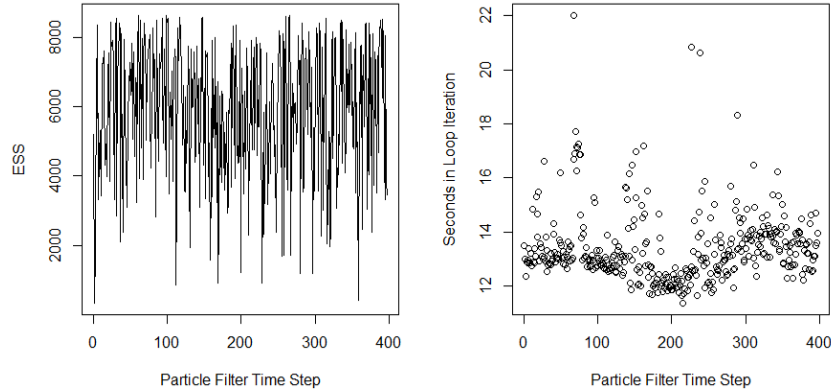 8000
6000
4000
2000
ESS
0 100 200 300 400
Particle Filter Time Step
22
20
18
16
14
12
Seconds in Loop Iteration
0 100 200 300 400
Particle Filter Time Step